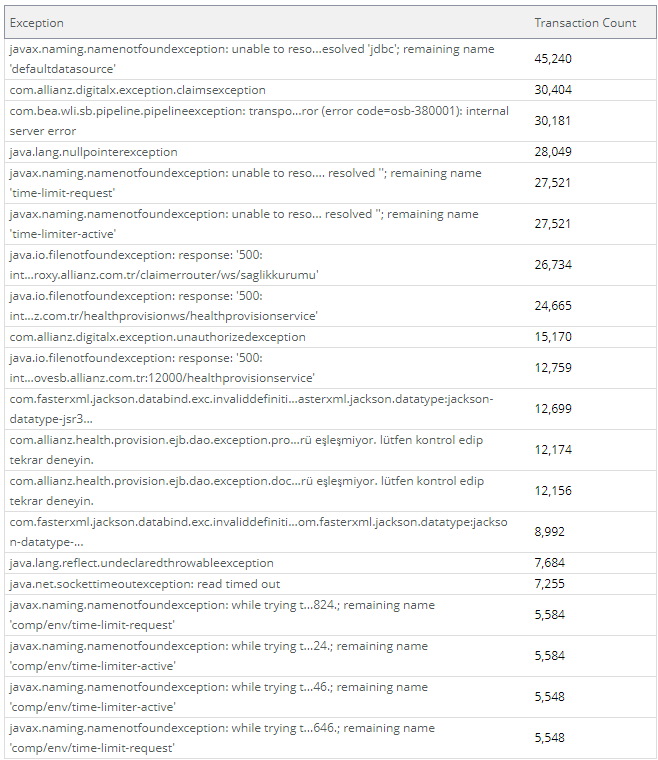 Exception Transaction Count
javax.naming.namenotfoundexception: unable to reso...esolved 'jdbc'; remaining name
'defaultdatasource'
45,240
com.allianz.digitalx.exception.claimsexception 30,404
com.bea.wli.sb.pipeline.pipelineexception: transpo...ror (error code=osb-380001): internal
server error
30,181
java.lang.nullpointerexception 28,049
javax.naming.namenotfoundexception: unable to reso.... resolved ''; remaining name
'time-limit-request'
27,521
javax.naming.namenotfoundexception: unable to reso... resolved ''; remaining name
'time-limiter-active'
27,521
java.io.filenotfoundexception: response: '500:
int...roxy.allianz.com.tr/claimerrouter/ws/saglikkurumu'
26,734
java.io.filenotfoundexception: response: '500:
int...z.com.tr/healthprovisionws/healthprovisionservice'
24,665
com.allianz.digitalx.exception.unauthorizedexception 15,170
java.io.filenotfoundexception: response: '500:
int...ovesb.allianz.com.tr:12000/healthprovisionservice'
12,759
com.fasterxml.jackson.databind.exc.invaliddefiniti...asterxml.jackson.datatype:jackson-
datatype-jsr3...
12,699
com.allianz.health.provision.ejb.dao.exception.pro...rü eşleşmiyor. lütfen kontrol edip
tekrar deneyin.
12,174
com.allianz.health.provision.ejb.dao.exception.doc...rü eşleşmiyor. lütfen kontrol edip
tekrar deneyin.
12,156
com.fasterxml.jackson.databind.exc.invaliddefiniti...om.fasterxml.jackson.datatype:jackso
n-datatype-...
8,992
java.lang.reflect.undeclaredthrowableexception 7,684
java.net.sockettimeoutexception: read timed out 7,255
javax.naming.namenotfoundexception: while trying t...824.; remaining name
'comp/env/time-limit-request'
5,584
javax.naming.namenotfoundexception: while trying t...24.; remaining name
'comp/env/time-limiter-active'
5,584
javax.naming.namenotfoundexception: while trying t...46.; remaining name
'comp/env/time-limiter-active'
5,548
javax.naming.namenotfoundexception: while trying t...646.; remaining name
'comp/env/time-limit-request'
5,548